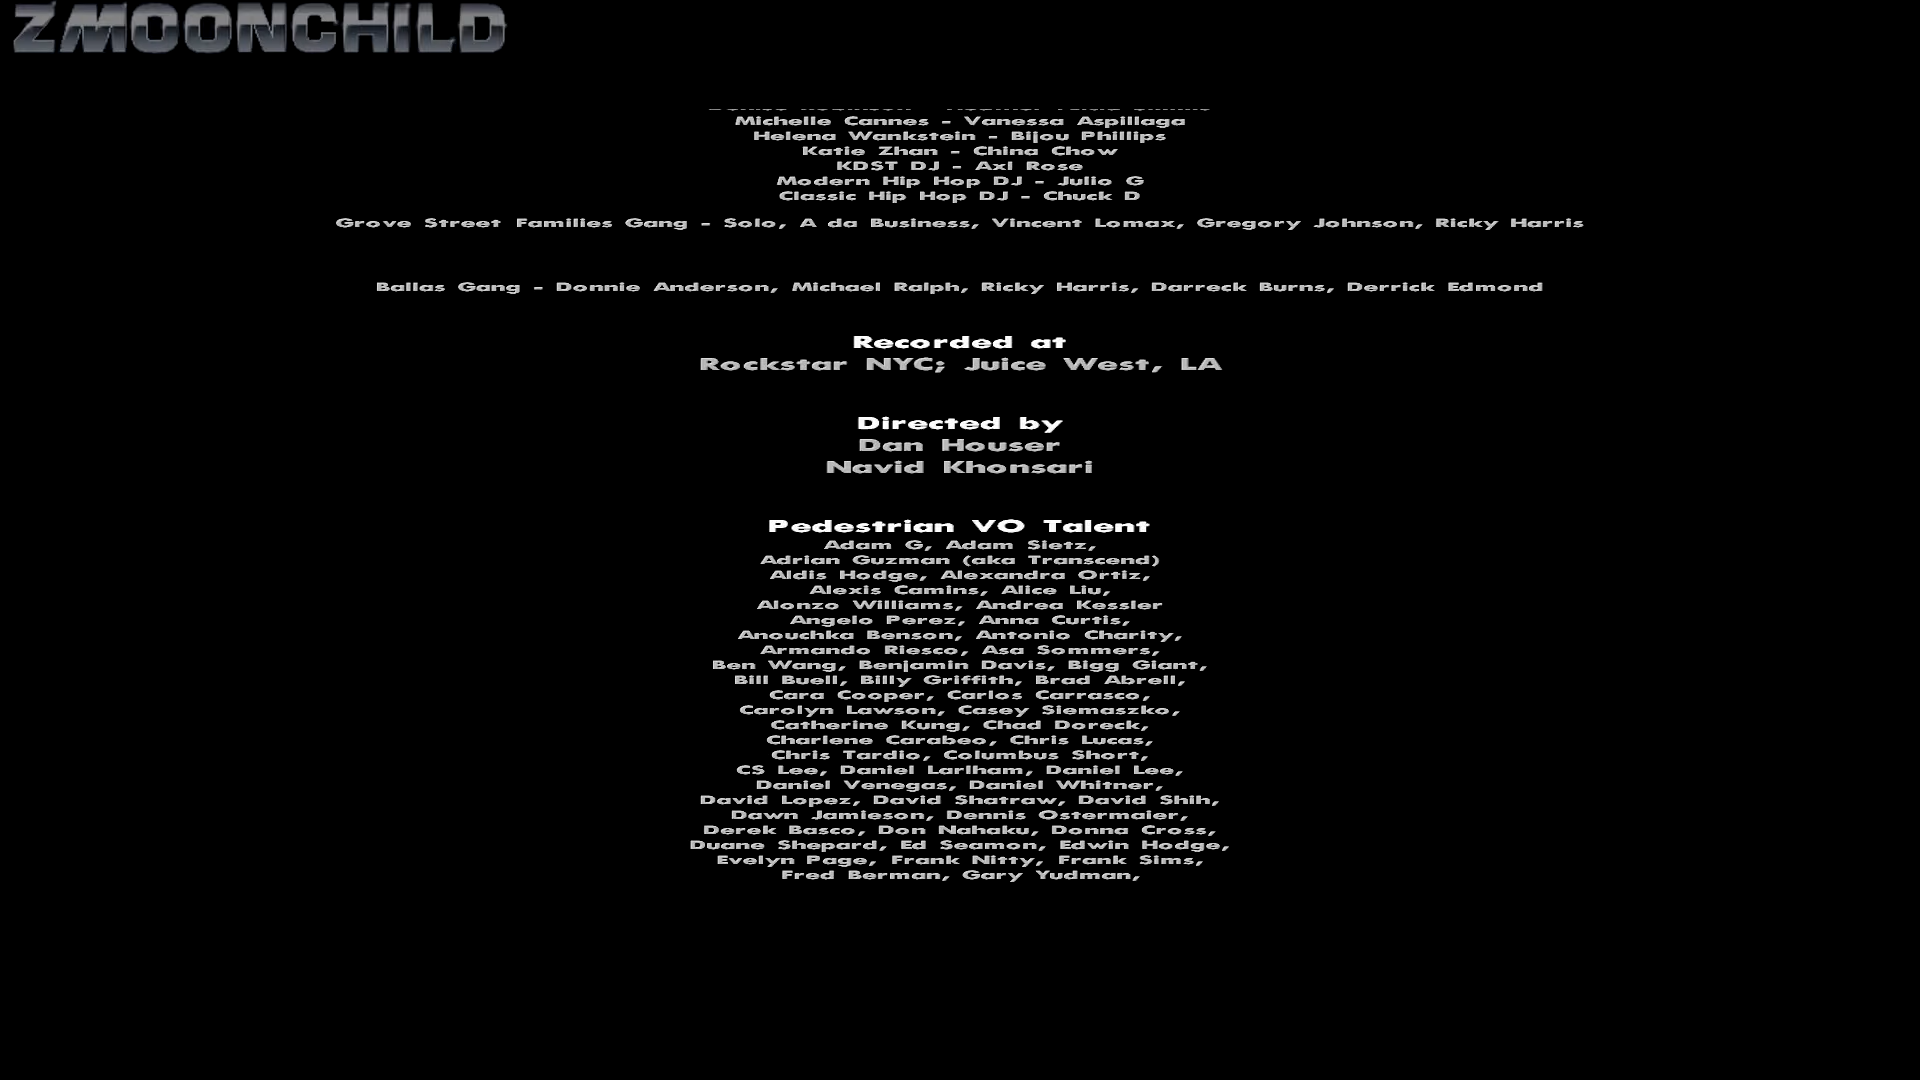 ZMOONCHILD
Michelle Cannes - Vanessa Aspillaga
Helena Wankstein - Bijou Phillips
Katie Zhan - China Chow
KDST DJ - Axl Rose
Modern Hip Hop DJ - Julio G
Classic Hip Hop DJ - Chuck D
Grove Street Families Gang - Solo, A da Business, Vincent Lomax, Gregory Johnson, Ricky Harris
Ballas Gang - Donnie Anderson, Michael Ralph, Ricky Harris, Darreck Burns, Derrick Edmond
Recorded at
Rockstar NYC; Juice West, LA
Directed by
Dan Houser
Navid Khonsari
Pedestrian VO Talent
Adam G, Adam Sietz,
Adrian Guzman (aka Transcend)
Aldis Hodge, Alexandra Ortiz,
Alexis Camins, Alice Liu,
Alonzo Williams, Andrea Kessler
Angelo Perez, Anna Curtis,
Anouchka Benson, Antonio Charity,
Armando Riesco, Asa Sommers,
Ben Wang, Benjamin Davis, Bigg Giant,
Bill Buell, Billy Griffith, Brad Abrell,
Cara Cooper, Carlos Carrasco,
Carolyn Lawson, Casey Siemaszko,
Catherine Kung, Chad Doreck,
Charlene Carabeo, Chris Lucas,
Chris Tardio, Columbus Short,
CS Lee, Daniel Larlham, Daniel Lee,
Daniel Venegas, Daniel Whitner,
David Lopez, David Shatraw, David Shih,
Dawn Jamieson, Dennis Ostermaier,
Derek Basco, Don Nahaku, Donna Cross,
Duane Shepard, Ed Seamon, Edwin Hodge,
Evelyn Page, Frank Nitty, Frank Sims,
Fred Berman, Gary Yudman,